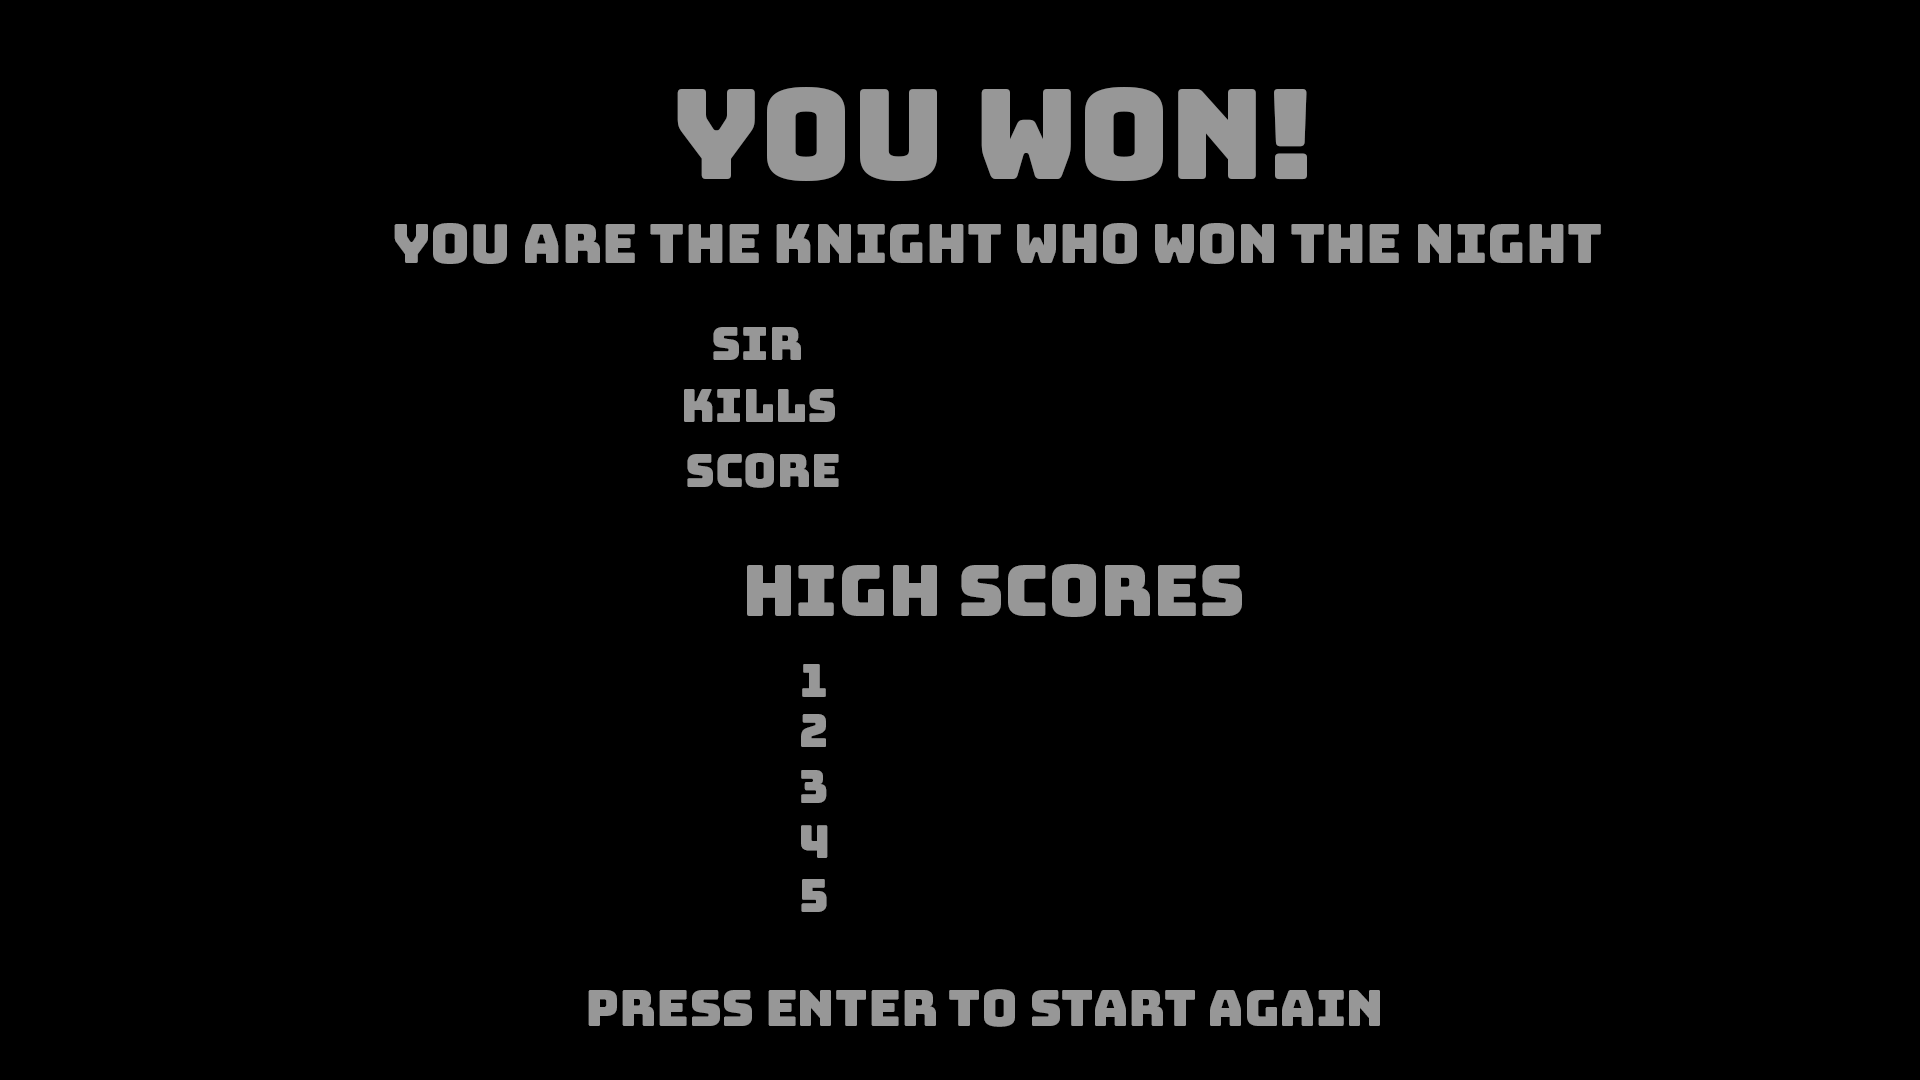 YOU WON!
YOU ARE THE KNIGHT WHO WON THE NIGHT
SIR
KILLS
SCORE
HIGH SCORES
1
2
3
4
5
PRESS ENTER TO START AGAIN